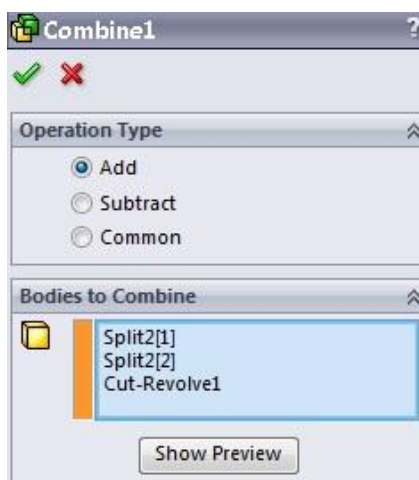 Combine1
?
Operation Type
Add
Subtract
Common
Bodies to Combine
Split2[1]
Split2[2]
Cut-Revolve1
Show Preview